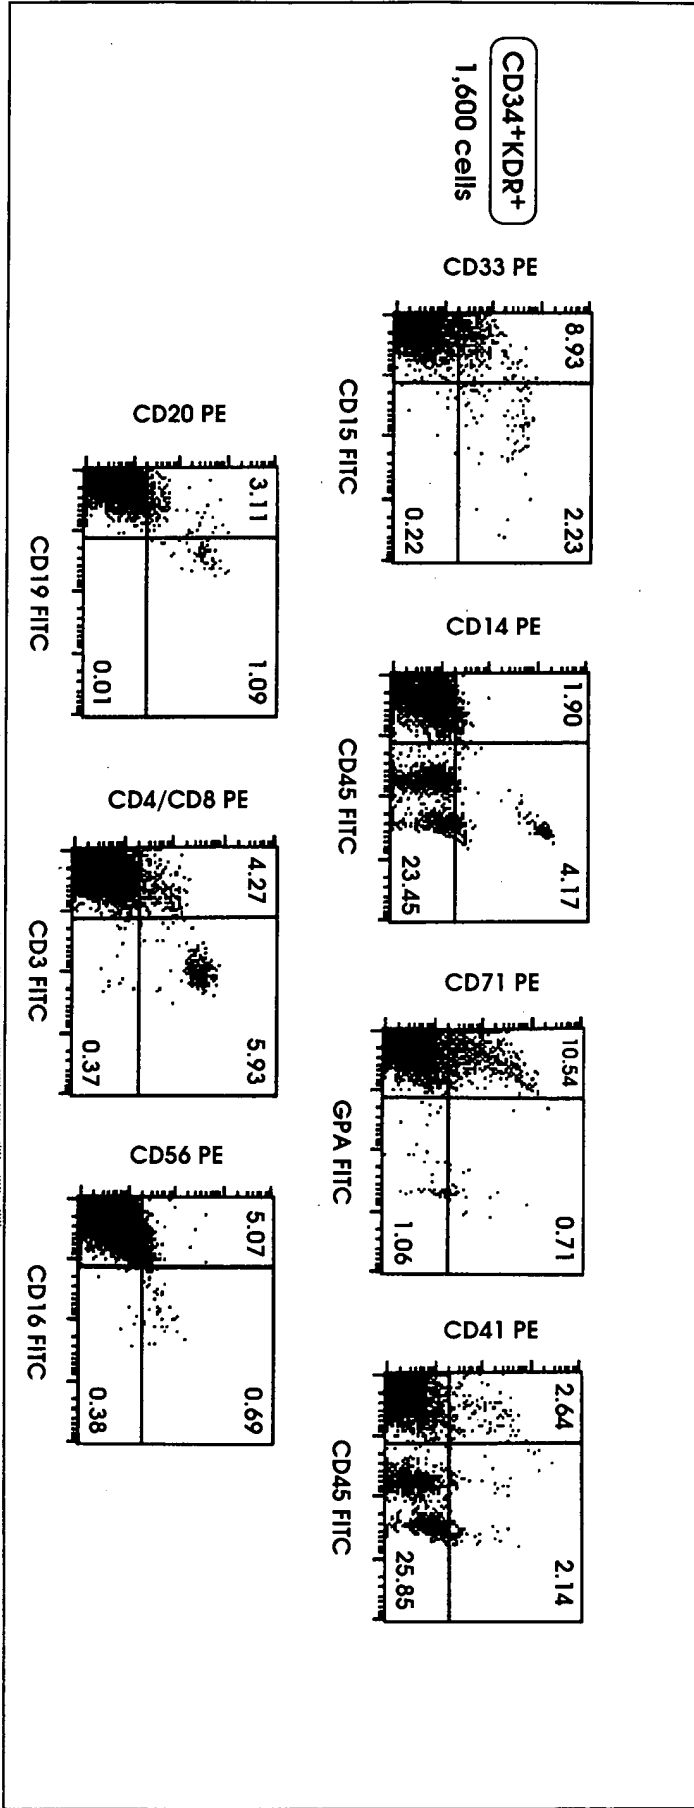 CD34+KDR+
1,600 cells
CD33 PE
8.93
2.23
0.22
CD15 FITC
CD14 PE
1.90
4.17
23.45
CD45 FITC
CD71 PE
10.54
0.71
1.06
GPA FITC
CD41 PE
2.64
2.14
25.85
CD45 FITC
CD20 PE
3.11
1.09
0.01
CD19 FITC
CD4/CD8 PE
4.27
5.93
0.37
CD3 FITC
CD56 PE
5.07
0.69
0.38
CD16 FITC